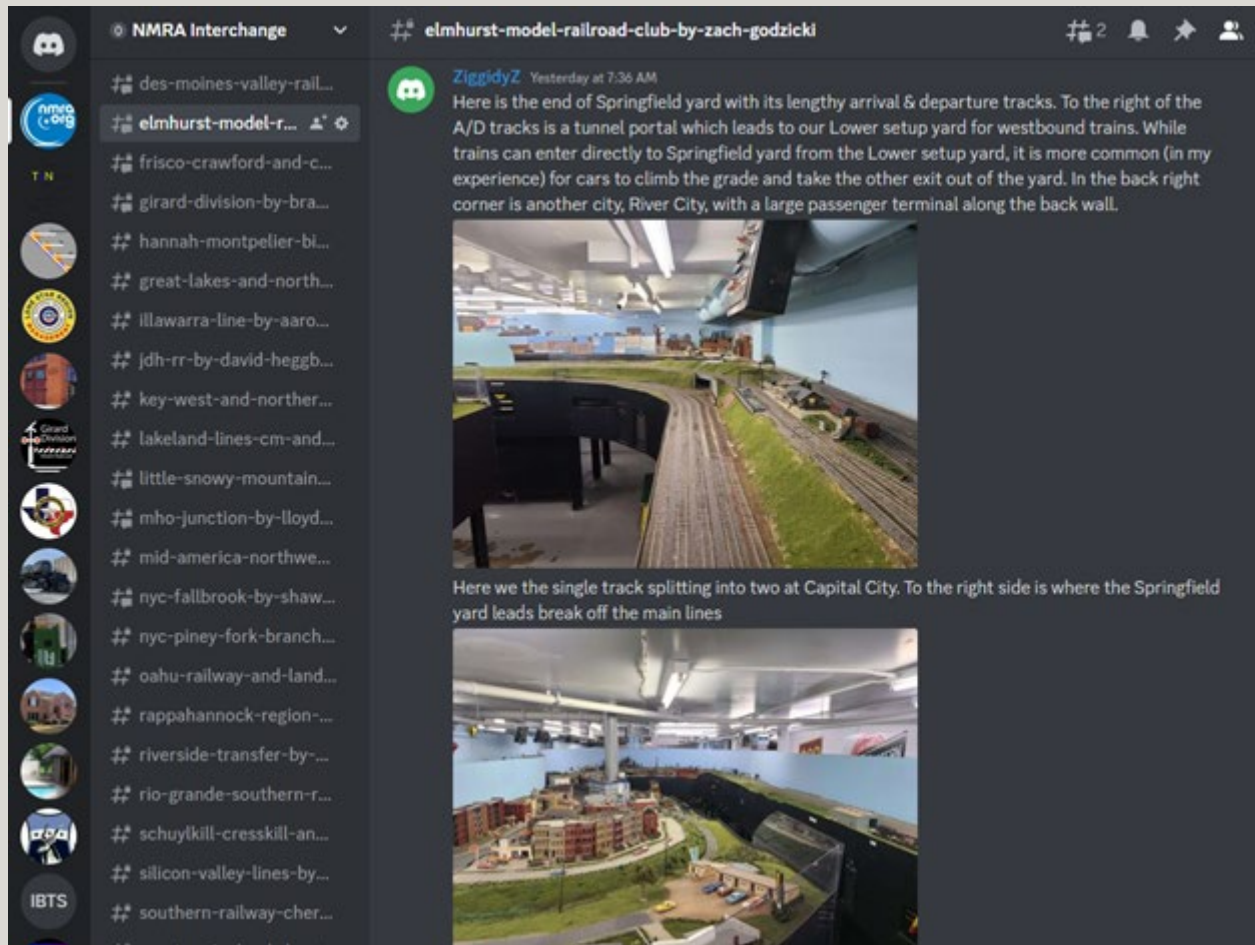 NMRA Interchange
nmra
.org
TN
Girard
Division
IBTS
des-moines-valley-rail...
elmhurst-model-r...
frisco-crawford-and-c...
girard-division-by-bra...
hannah-montpelier-bi...
great-lakes-and-north...
illawarra-line-by-aaro...
jdh-rr-by-david-heggb...
key-west-and-norther...
lakeland-lines-cm-and...
little-snowy-mountain...
mho-junction-by-lloyd...
mid-america-northwe...
nyc-fallbrook-by-shaw...
nyc-piney-fork-branch...
oahu-railway-and-land...
rappahannock-region-...
riverside-transfer-by-...
rio-grande-southern-r...
schuylkill-cresskill-an...
silicon-valley-lines-by...
southern-railway-cher...
elmhurst-model-railroad-club-by-zach-godzicki
2
ZiggidyZ Yesterday at 7:36 AM
Here is the end of Springfield yard with its lengthy arrival & departure tracks. To the right of the
A/D tracks is a tunnel portal which leads to our Lower setup yard for westbound trains. While
trains can enter directly to Springfield yard from the Lower setup yard, it is more common (in my
experience) for cars to climb the grade and take the other exit out of the yard. In the back right
corner is another city, River City, with a large passenger terminal along the back wall.
Here we the single track splitting into two at Capital City. To the right side is where the Springfield
yard leads break off the main lines